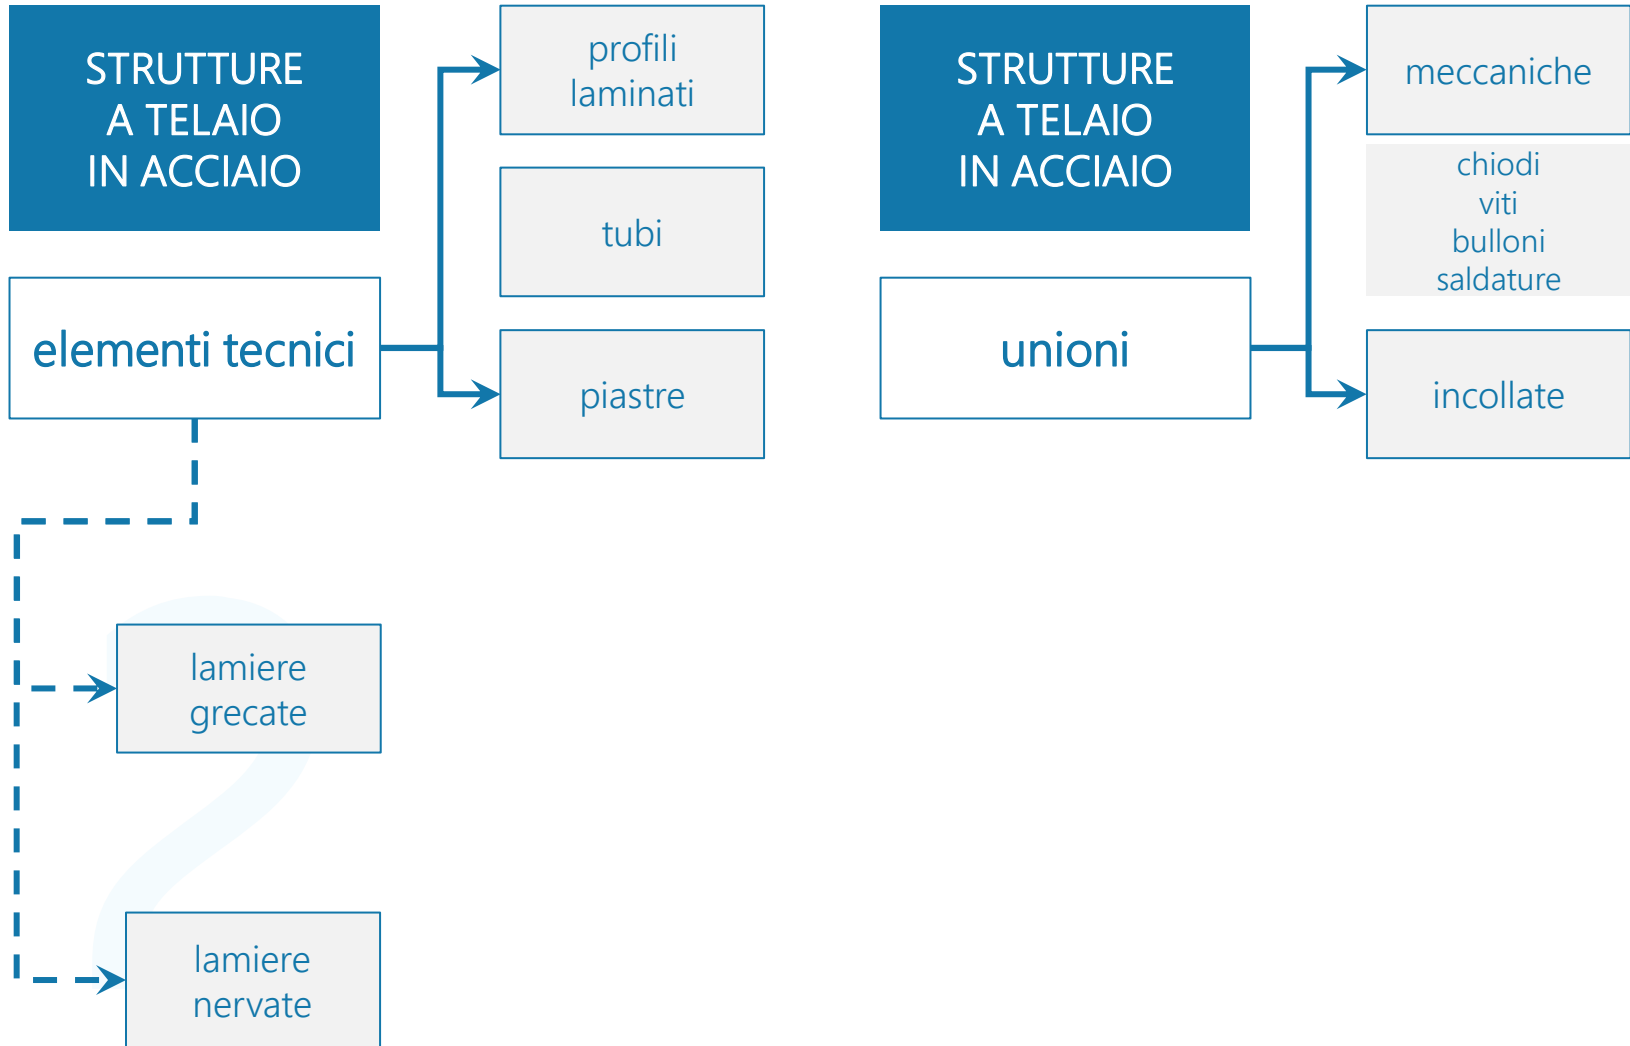 STRUTTURE
A TELAIO
IN ACCIAIO
elementi tecnici
profili
laminati
tubi
piastre
lamiere
grecate
lamiere
nervate
STRUTTURE
A TELAIO
IN ACCIAIO
unioni
meccaniche
chiodi
viti
bulloni
saldature
incollate